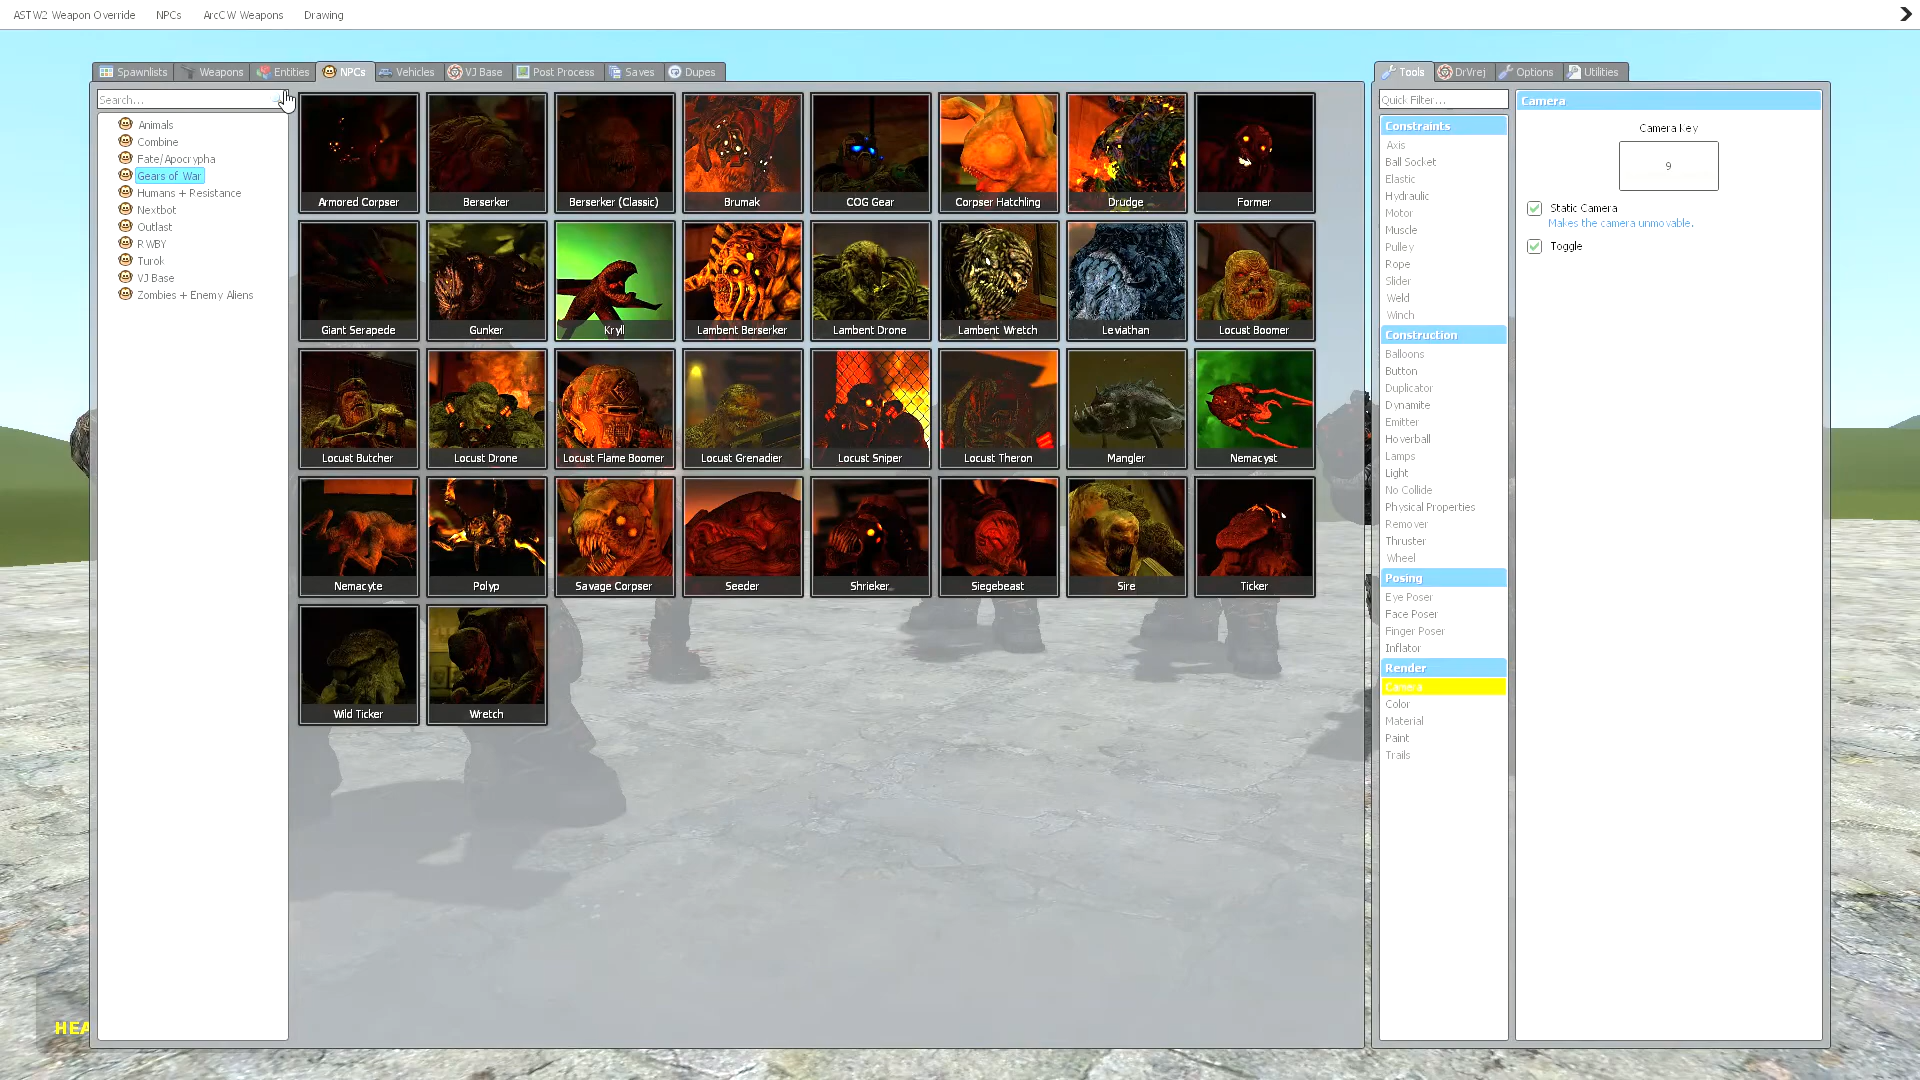 ASTW2 Weapon Override NPCs ArcCW Weapons Drawing
Spawnlists Weapons Entities NPCs Vehicles VJ Base Post Process Saves Dupes
Search...
Animals
Combine
Fate/Apocrypha
Gears of War
Humans + Resistance
Nextbot
Outlast
RWBY
Turok
VJ Base
Zombies + Enemy Aliens
Armored Corpser Berserker Berserker (Classic) Brumak COG Gear Corpser Hatchling Drudge Former
Giant Serapede Gunker Kryll Lambent Berserker Lambent Drone Lambent Wretch Leviathan Locust Boomer
Locust Butcher Locust Drone Locust Flame Boomer Locust Grenadier Locust Sniper Locust Theron Mangler Nemacyst
Nemacyte Polyp Savage Corpser Seeder Shrieker Siegebeast Sire Ticker
Wild Ticker Wretch
HEA
Tools DrVrej Options Utilities
Quick Filter...
Constraints
Axis
Ball Socket
Elastic
Hydraulic
Motor
Muscle
Pulley
Rope
Slider
Weld
Winch
Construction
Balloons
Button
Duplicator
Dynamite
Emitter
Hoverball
Lamps
Light
No Collide
Physical Properties
Remover
Thruster
Wheel
Posing
Eye Poser
Face Poser
Finger Poser
Inflator
Render
Camera
Color
Material
Paint
Trails
Camera
Camera Key
9
Static Camera
Makes the camera unmovable.
Toggle